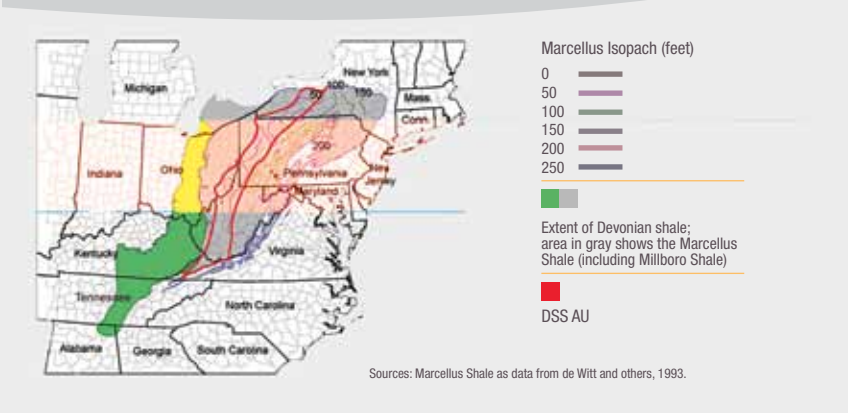 Michigan
New York
50
100
150
Mass.
Conn.
Indiana
Ohio
200
Pennsylvania
New
Jersey
Maryland
Kentucky
Virginia
Tennessee
North Carolina
Alabama
Georgia
South Carolina
Marcellus Isopach (feet)
0
50
100
150
200
250
Extent of Devonian shale;
area in gray shows the Marcellus
Shale (including Millboro Shale)
DSS AU
Sources: Marcellus Shale as data from de Witt and others, 1993.